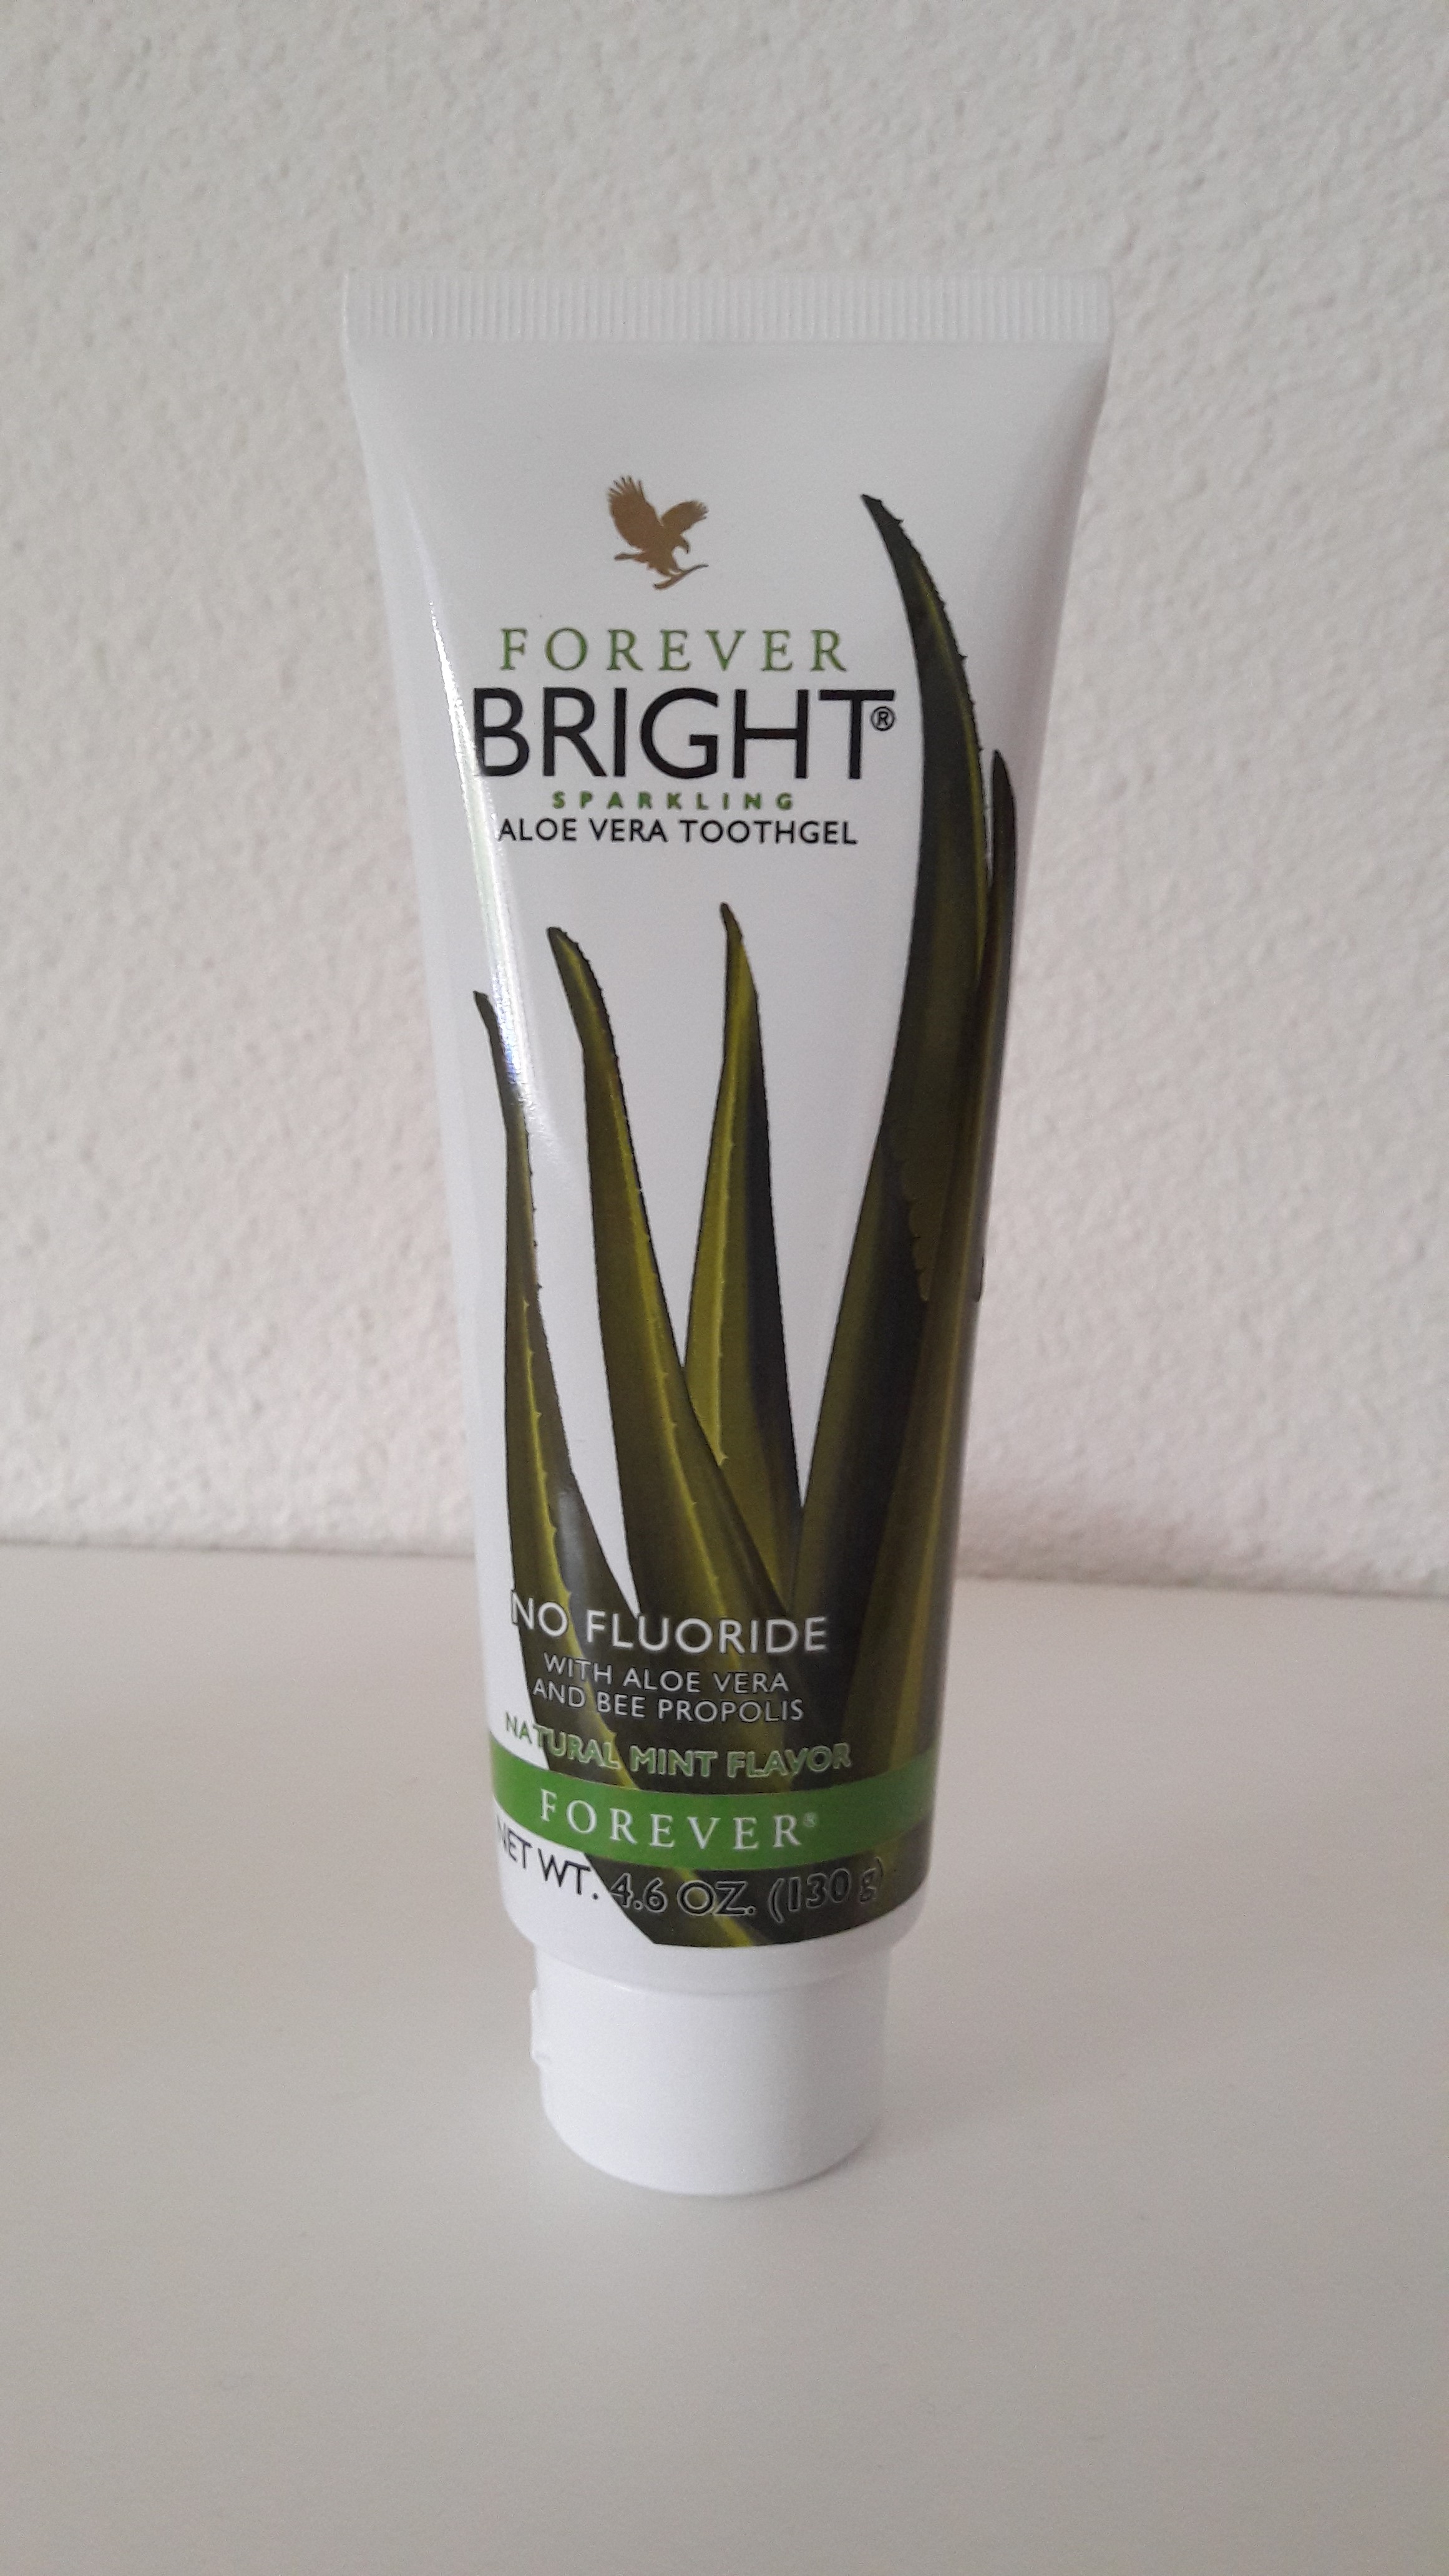 FOREVER
BRIGHT®
SPARKLING
ALOE VERA TOOTHGEL
NO FLUORIDE
WITH ALOE VERA
AND BEE PROPOLIS
NATURAL MINT FLAVOR
FOREVER®
NET WT. 4.6 OZ. (130 g)